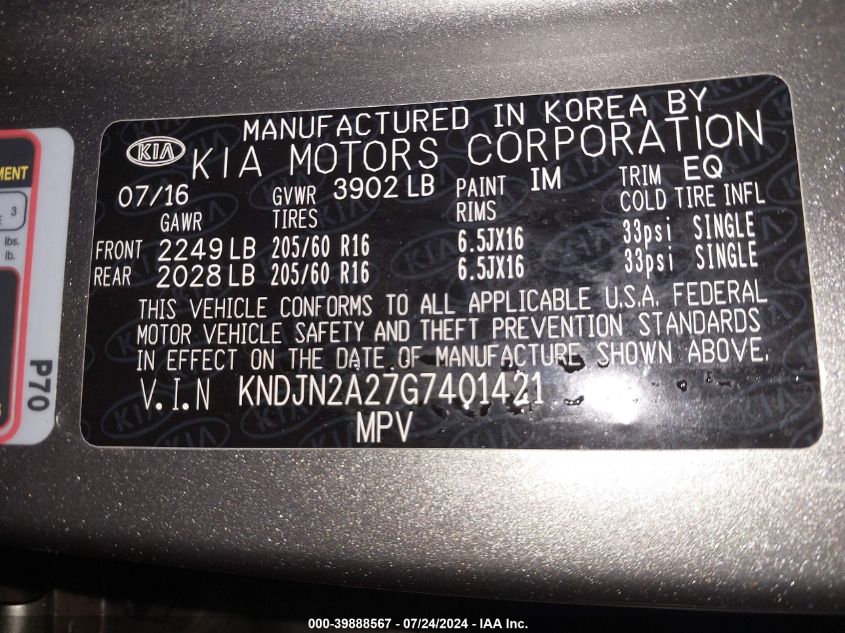 MANUFACTURED IN KOREA BY
KIA KIA MOTORS CORPORATION
07/16 GVWR 3902 LB PAINT IM TRIM EQ
GAWR TIRES RIMS COLD TIRE INFL
FRONT 2249 LB 205/60 R16 6.5JX16 33psi SINGLE
REAR 2028 LB 205/60 R16 6.5JX16 33psi SINGLE
THIS VEHICLE CONFORMS TO ALL APPLICABLE U.S.A. FEDERAL
MOTOR VEHICLE SAFETY AND THEFT PREVENTION STANDARDS
IN EFFECT ON THE DATE OF MANUFACTURE SHOWN ABOVE.
V.I.N KNDJN2A27G7401421
MPV
MENT
3
lbs.
lb.
P70
000-39888567 - 07/24/2024 - IAA Inc.